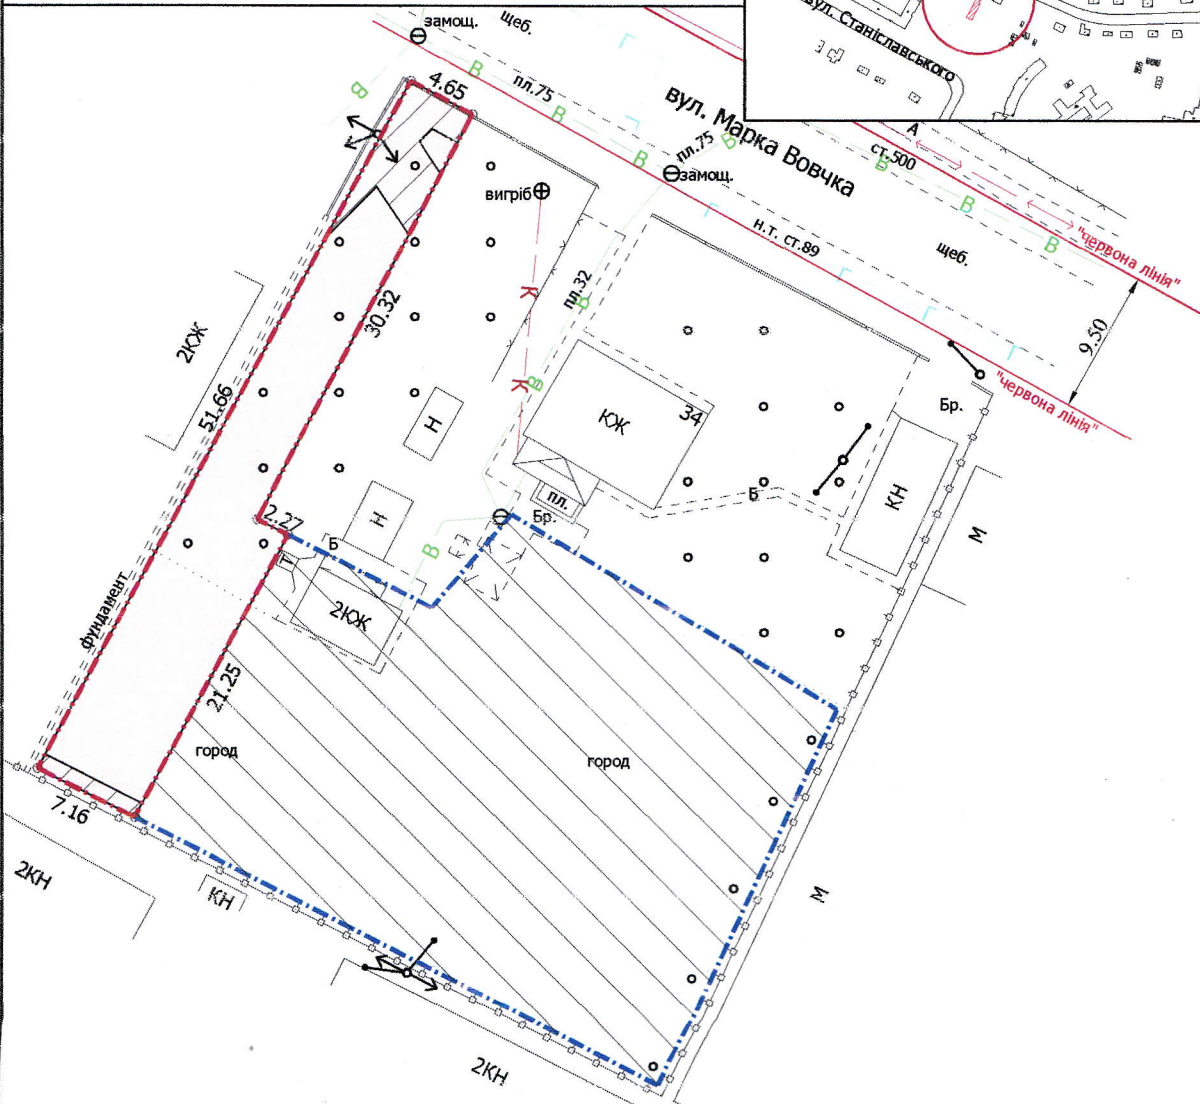 замощ.
щеб.
вул. Станіславського
В
Г
4.65
пл.75
В
В
вул. Марка Вовчка
А
ст.500
Г
В
пл.75
В
замощ.
В
В
вигріб
Г
н.т. ст.89
щеб.
В
"червона лінія"
К
пл.32
В
Г
30.32
2КЖ
Г
9.50
Г
К
В
51.66
Н
КЖ
34
Бр.
"червона лінія"
2.27
Н
пл.
Бр.
Б
КН
М
Б
В
Т
фундамент
2КЖ
21.25
город
город
7.16
2КН
КН
М
2КН